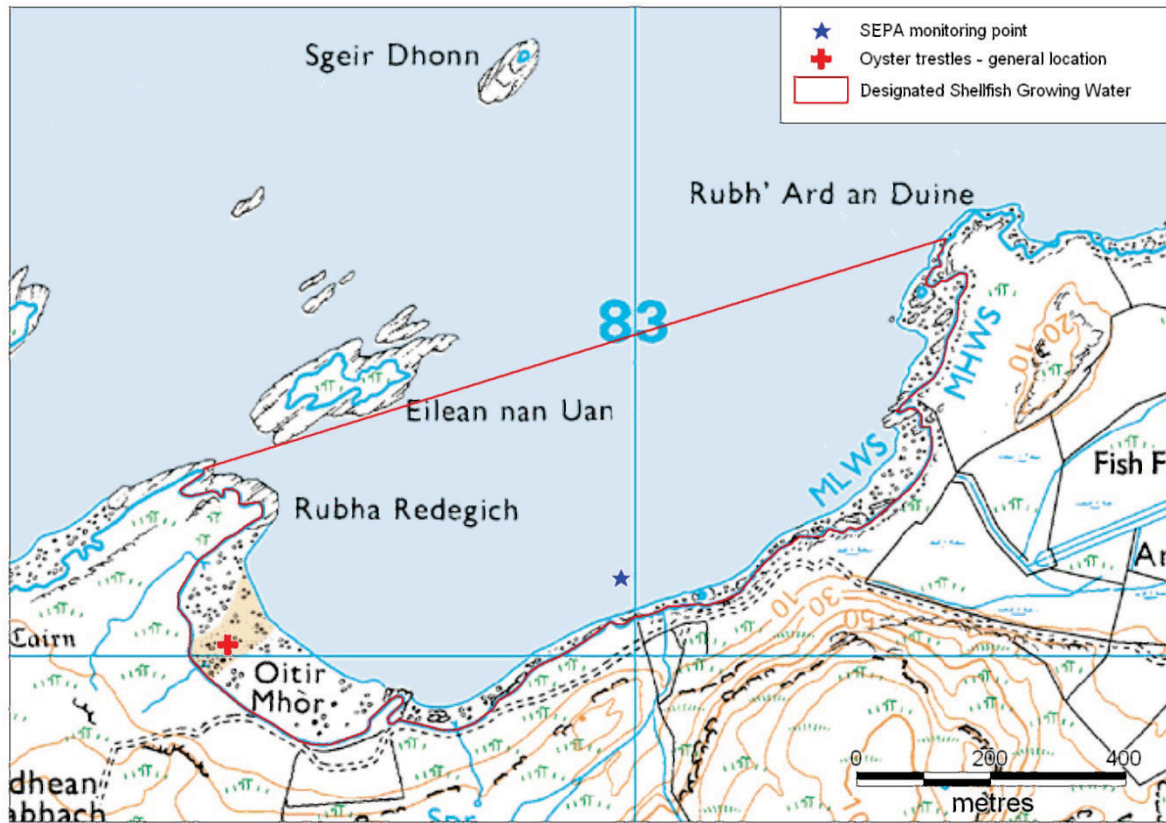 SEPA monitoring point
Oyster trestles - general location
Designated Shellfish Growing Water
Sgeir Dhonn
Rubh' Ard an Duine
83
20
10
MHWS
Eilean nan Uan
MLWS
Fish F
Rubha Redegich
Ar
50
30
10
Cairn
Oitir
Mhòr
0 200 400
metres
dhean
abbach
Spr